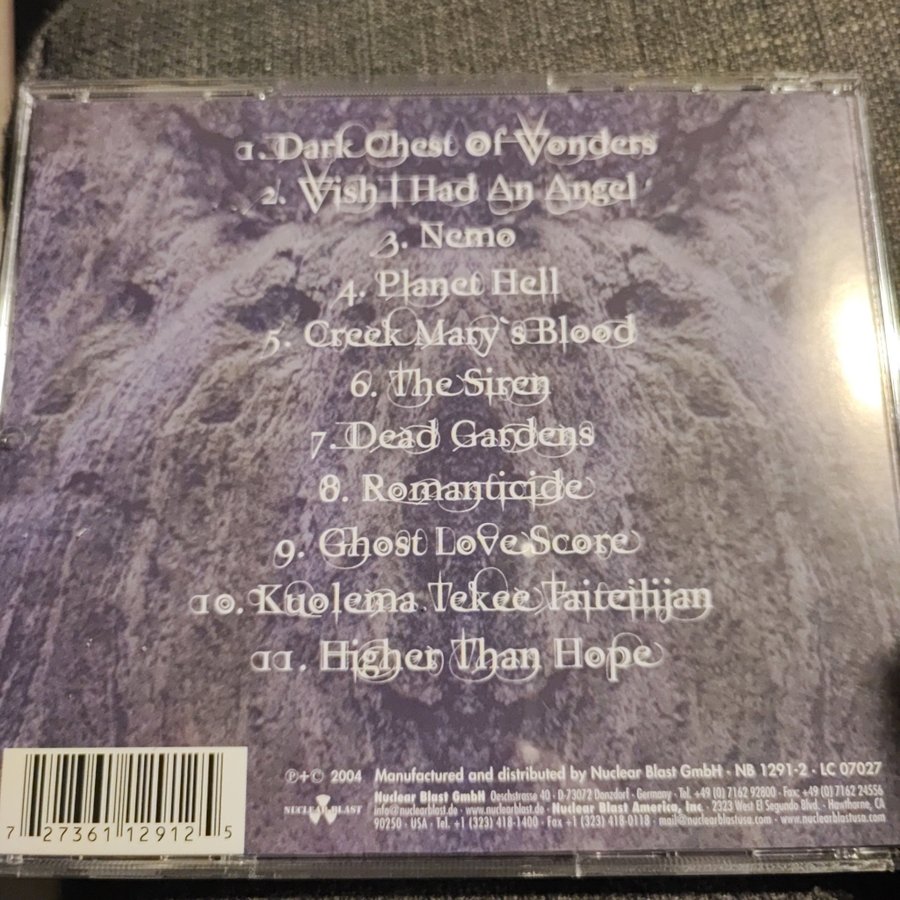 1. Dark Chest Of Wonders
2. Wish I Had An Angel
3. Nemo
4. Planet Hell
5. Creek Mary`s Blood
6. The Siren
7. Dead Gardens
8. Romanticide
9. Ghost Love Score
10. Kuolema Tekee Taiteilijan
11. Higher Than Hope
7 27361 12912 5
NUCLEAR BLAST
℗+© 2004 Manufactured and distributed by Nuclear Blast GmbH · NB 1291-2 · LC 07027
Nuclear Blast GmbH Oeschstrasse 40 · D-73072 Donzdorf · Germany · Tel. +49 (0) 7162 92800 · Fax: +49 (0) 7162 24556
info@nuclearblast.de · www.nuclearblast.de · Nuclear Blast America, Inc · 2323 West El Segundo Blvd. · Hawthorne, CA
90250 · USA · Tel. +1 (323) 418-1400 · Fax +1 (323) 418-0118 · mail@nuclearblastusa.com · www.nuclearblastusa.com